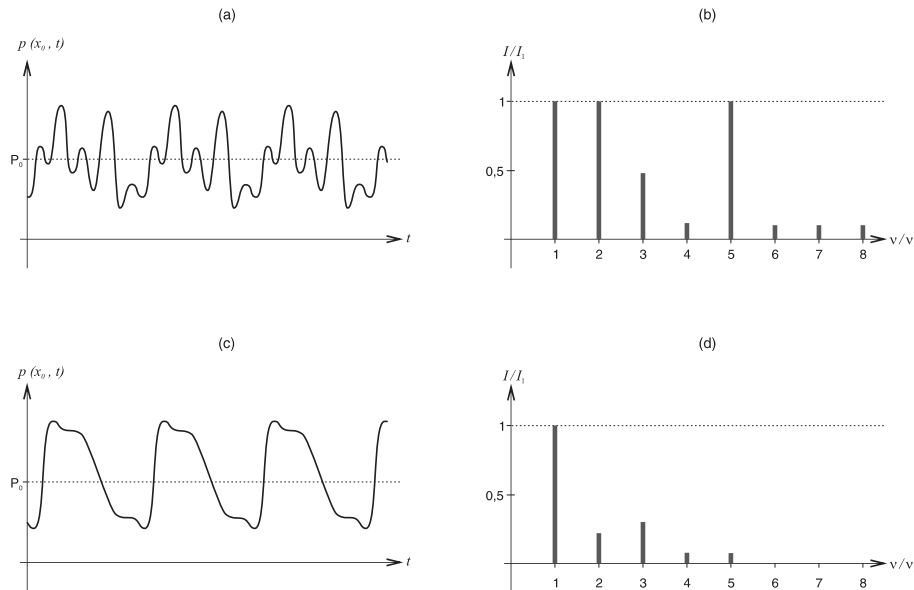 (a)
p (x₀ , t)
P₀
t
(b)
I/I₁
1
0,5
1 2 3 4 5 6 7 8
ν/ν
(c)
p (x₀ , t)
P₀
t
(d)
I/I₁
1
0,5
1 2 3 4 5 6 7 8
ν/ν